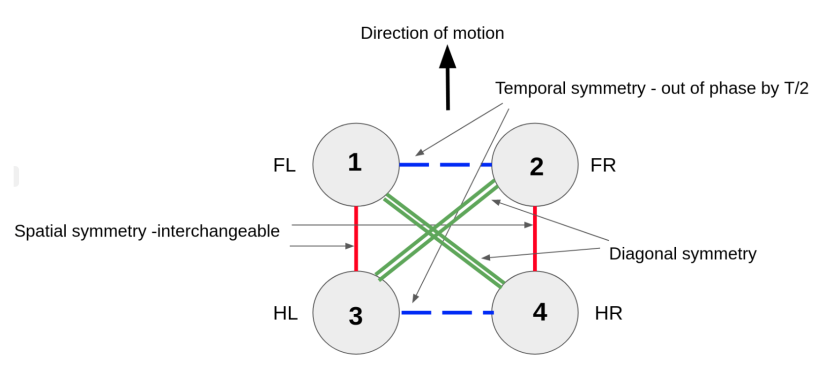 Direction of motion
Temporal symmetry - out of phase by T/2
FL
1
2
FR
Spatial symmetry -interchangeable
Diagonal symmetry
HL
3
4
HR